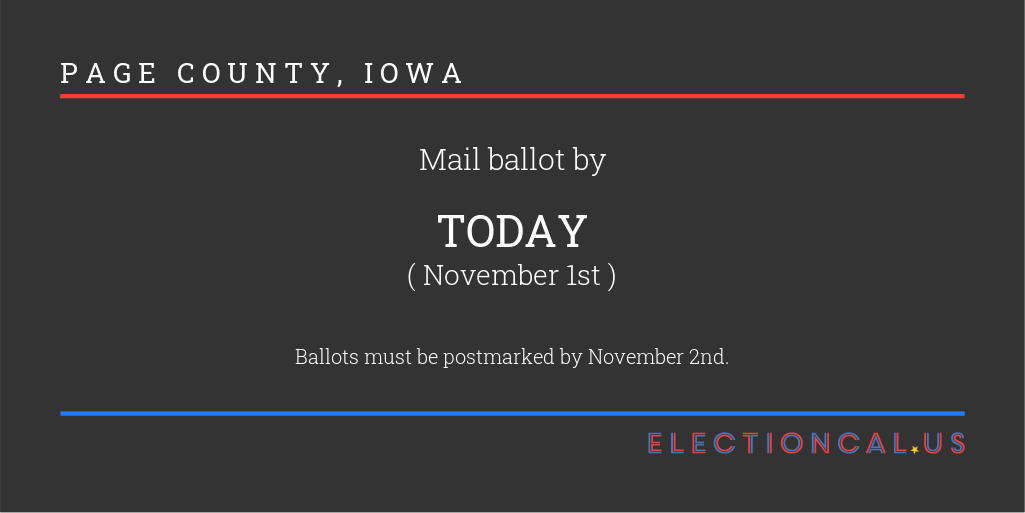 PAGE COUNTY, IOWA
Mail ballot by
TODAY
( November 1st )
Ballots must be postmarked by November 2nd.
ELECTIONCAL.US